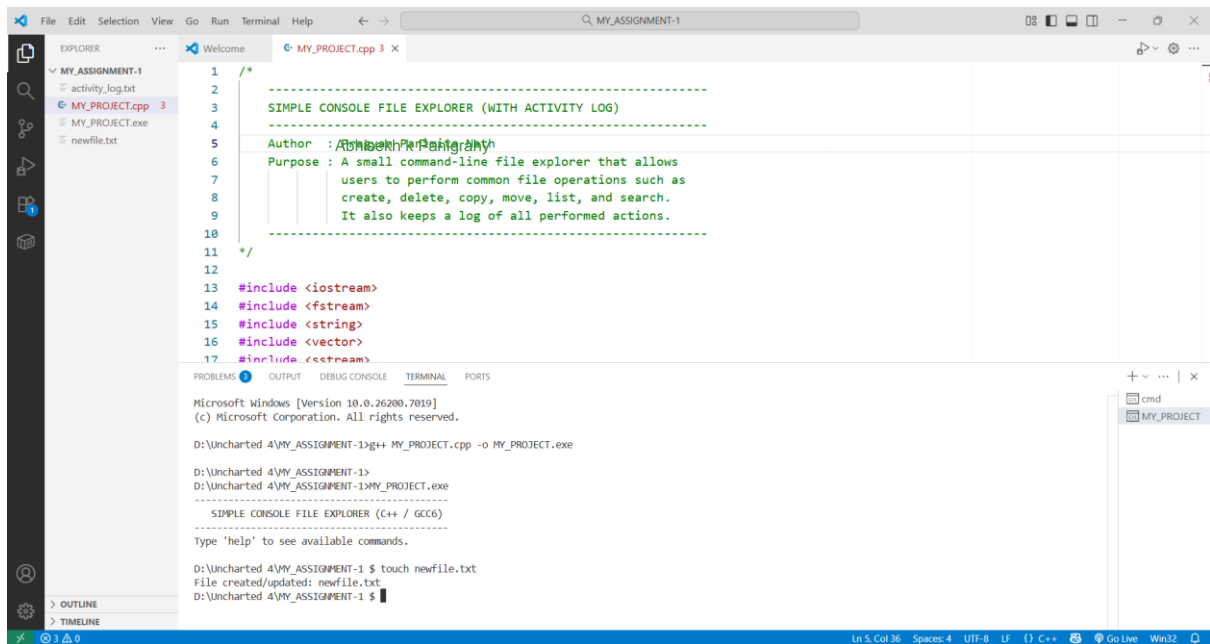 File Edit Selection View Go Run Terminal Help
MY_ASSIGNMENT-1
EXPLORER
MY_ASSIGNMENT-1
activity_log.txt
MY_PROJECT.cpp 3
MY_PROJECT.exe
newfile.txt
OUTLINE
TIMELINE
Welcome
MY_PROJECT.cpp 3
1 /*
2 ------------------------------------------------------------
3 SIMPLE CONSOLE FILE EXPLORER (WITH ACTIVITY LOG)
4 ------------------------------------------------------------
5 Author :
6 Purpose : A small command-line file explorer that allows
7 users to perform common file operations such as
8 create, delete, copy, move, list, and search.
9 It also keeps a log of all performed actions.
10 ------------------------------------------------------------
11 */
12
13 #include <iostream>
14 #include <fstream>
15 #include <string>
16 #include <vector>
17 #include <sstream>
PROBLEMS 3 OUTPUT DEBUG CONSOLE TERMINAL PORTS
Microsoft Windows [Version 10.0.26200.7019]
(c) Microsoft Corporation. All rights reserved.
D:\Uncharted 4\MY_ASSIGNMENT-1>g++ MY_PROJECT.cpp -o MY_PROJECT.exe
D:\Uncharted 4\MY_ASSIGNMENT-1>
D:\Uncharted 4\MY_ASSIGNMENT-1>MY_PROJECT.exe
---------------------------------------------
SIMPLE CONSOLE FILE EXPLORER (C++ / GCC6)
---------------------------------------------
Type 'help' to see available commands.
D:\Uncharted 4\MY_ASSIGNMENT-1 $ touch newfile.txt
File created/updated: newfile.txt
D:\Uncharted 4\MY_ASSIGNMENT-1 $
cmd
MY_PROJECT
1
3 0
Ln 5, Col 36 Spaces: 4 UTF-8 LF {} C++ Go Live Win32